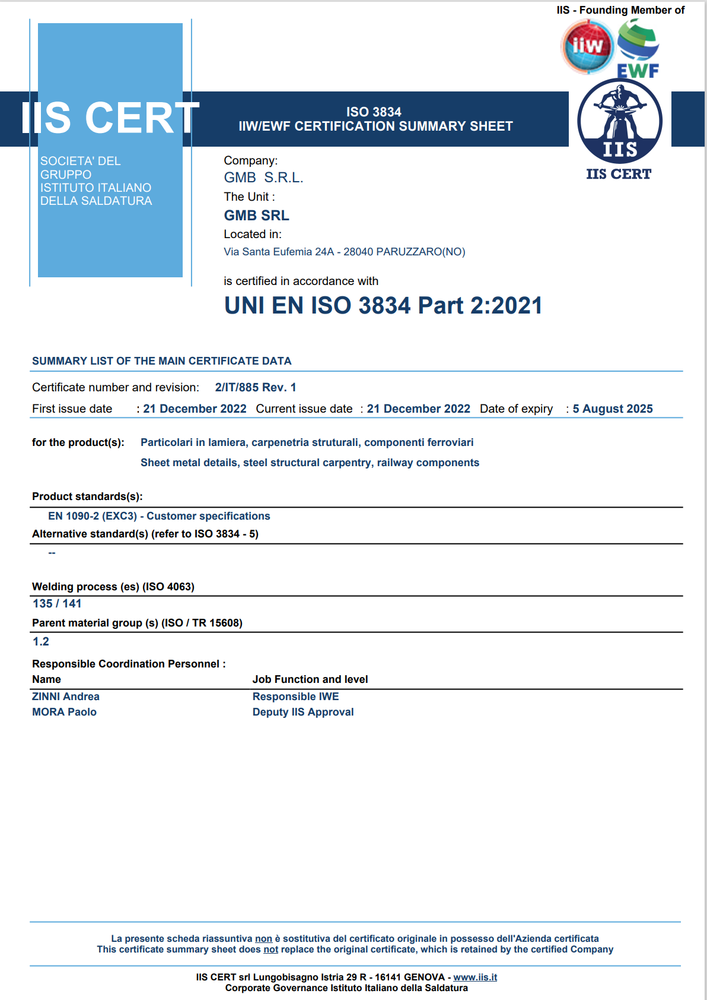 IIS - Founding Member of
iiw
EWF
IIS CERT
ISO 3834
IIW/EWF CERTIFICATION SUMMARY SHEET
IIS
IIS CERT
SOCIETA' DEL
GRUPPO
ISTITUTO ITALIANO
DELLA SALDATURA
Company:
GMB S.R.L.
The Unit :
GMB SRL
Located in:
Via Santa Eufemia 24A - 28040 PARUZZARO(NO)
is certified in accordance with
UNI EN ISO 3834 Part 2:2021
SUMMARY LIST OF THE MAIN CERTIFICATE DATA
Certificate number and revision: 2/IT/885 Rev. 1
First issue date : 21 December 2022 Current issue date : 21 December 2022 Date of expiry : 5 August 2025
for the product(s): Particolari in lamiera, carpenetria struturali, componenti ferroviari
Sheet metal details, steel structural carpentry, railway components
Product standards(s):
EN 1090-2 (EXC3) - Customer specifications
Alternative standard(s) (refer to ISO 3834 - 5)
--
Welding process (es) (ISO 4063)
135 / 141
Parent material group (s) (ISO / TR 15608)
1.2
Responsible Coordination Personnel :
Name Job Function and level
ZINNI Andrea Responsible IWE
MORA Paolo Deputy IIS Approval
La presente scheda riassuntiva non è sostitutiva del certificato originale in possesso dell'Azienda certificata
This certificate summary sheet does not replace the original certificate, which is retained by the certified Company
IIS CERT srl Lungobisagno Istria 29 R - 16141 GENOVA - www.iis.it
Corporate Governance Istituto Italiano della Saldatura